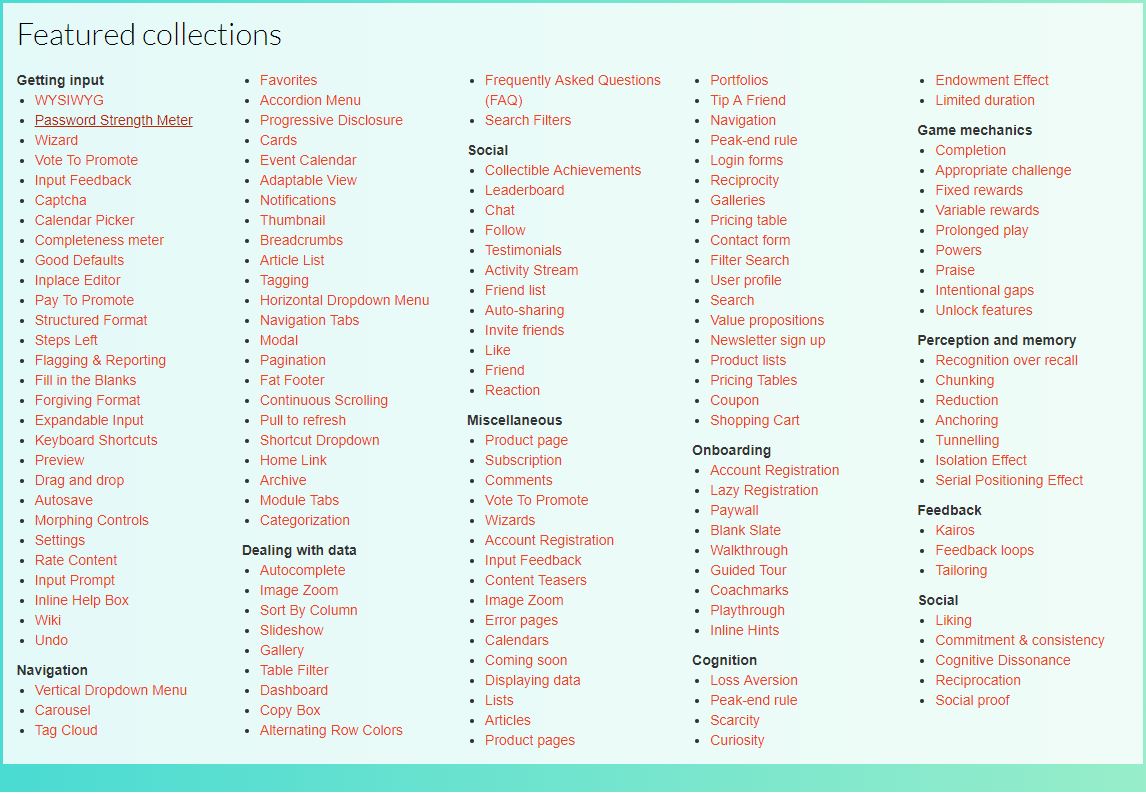 Featured collections
Getting input
WYSIWYG
Password Strength Meter
Wizard
Vote To Promote
Input Feedback
Captcha
Calendar Picker
Completeness meter
Good Defaults
Inplace Editor
Pay To Promote
Structured Format
Steps Left
Flagging & Reporting
Fill in the Blanks
Forgiving Format
Expandable Input
Keyboard Shortcuts
Preview
Drag and drop
Autosave
Morphing Controls
Settings
Rate Content
Input Prompt
Inline Help Box
Wiki
Undo
Navigation
Vertical Dropdown Menu
Carousel
Tag Cloud
Favorites
Accordion Menu
Progressive Disclosure
Cards
Event Calendar
Adaptable View
Notifications
Thumbnail
Breadcrumbs
Article List
Tagging
Horizontal Dropdown Menu
Navigation Tabs
Modal
Pagination
Fat Footer
Continuous Scrolling
Pull to refresh
Shortcut Dropdown
Home Link
Archive
Module Tabs
Categorization
Dealing with data
Autocomplete
Image Zoom
Sort By Column
Slideshow
Gallery
Table Filter
Dashboard
Copy Box
Alternating Row Colors
Frequently Asked Questions
(FAQ)
Search Filters
Social
Collectible Achievements
Leaderboard
Chat
Follow
Testimonials
Activity Stream
Friend list
Auto-sharing
Invite friends
Like
Friend
Reaction
Miscellaneous
Product page
Subscription
Comments
Vote To Promote
Wizards
Account Registration
Input Feedback
Content Teasers
Image Zoom
Error pages
Calendars
Coming soon
Displaying data
Lists
Articles
Product pages
Portfolios
Tip A Friend
Navigation
Peak-end rule
Login forms
Reciprocity
Galleries
Pricing table
Contact form
Filter Search
User profile
Search
Value propositions
Newsletter sign up
Product lists
Pricing Tables
Coupon
Shopping Cart
Onboarding
Account Registration
Lazy Registration
Paywall
Blank Slate
Walkthrough
Guided Tour
Coachmarks
Playthrough
Inline Hints
Cognition
Loss Aversion
Peak-end rule
Scarcity
Curiosity
Endowment Effect
Limited duration
Game mechanics
Completion
Appropriate challenge
Fixed rewards
Variable rewards
Prolonged play
Powers
Praise
Intentional gaps
Unlock features
Perception and memory
Recognition over recall
Chunking
Reduction
Anchoring
Tunnelling
Isolation Effect
Serial Positioning Effect
Feedback
Kairos
Feedback loops
Tailoring
Social
Liking
Commitment & consistency
Cognitive Dissonance
Reciprocation
Social proof